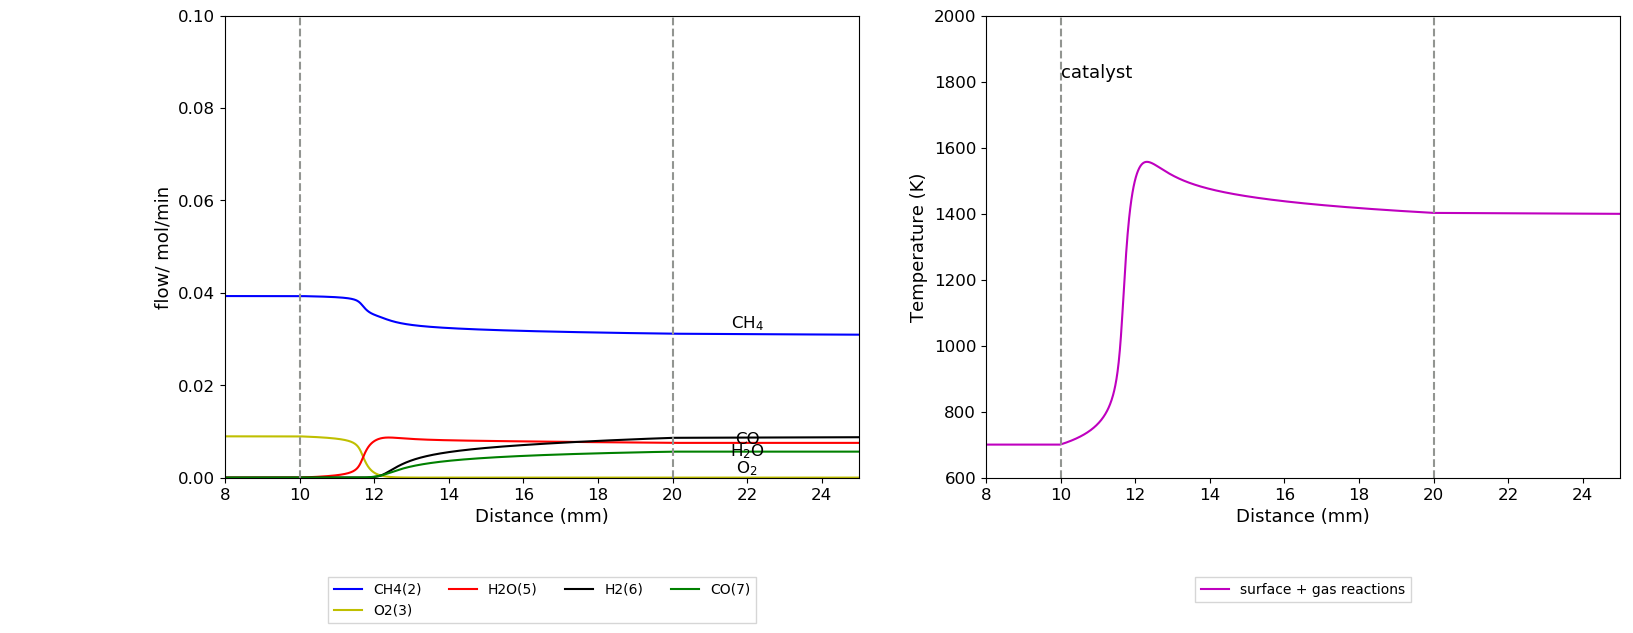 0.10
0.08
0.06
0.04
0.02
0.00
flow/ mol/min
8 10 12 14 16 18 20 22 24
Distance (mm)
CH4
CO
H2O
O2
CH4(2) H2O(5) H2(6) CO(7)
O2(3)
2000
1800
1600
1400
1200
1000
800
600
Temperature (K)
catalyst
8 10 12 14 16 18 20 22 24
Distance (mm)
surface + gas reactions